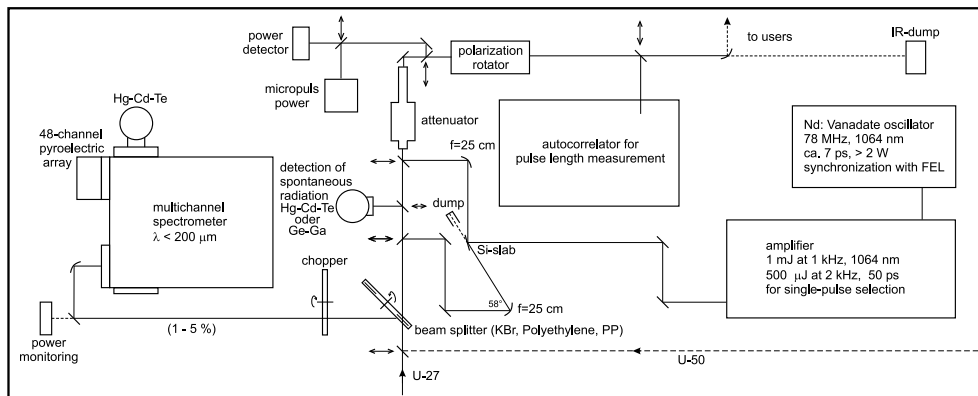 power
detector
micropuls
power
polarization
rotator
to users
IR-dump
Hg-Cd-Te
48-channel
pyroelectric
array
attenuator
f=25 cm
autocorrelator for
pulse length measurement
Nd: Vanadate oscillator
78 MHz, 1064 nm
ca. 7 ps, > 2 W
synchronization with FEL
multichannel
spectrometer
λ < 200 μm
detection of
spontaneous
radiation
Hg-Cd-Te
oder
Ge-Ga
dump
Si-slab
amplifier
1 mJ at 1 kHz, 1064 nm
500 μJ at 2 kHz, 50 ps
for single-pulse selection
chopper
58°
f=25 cm
power
monitoring
(1 - 5 %)
beam splitter (KBr, Polyethylene, PP)
U-50
U-27